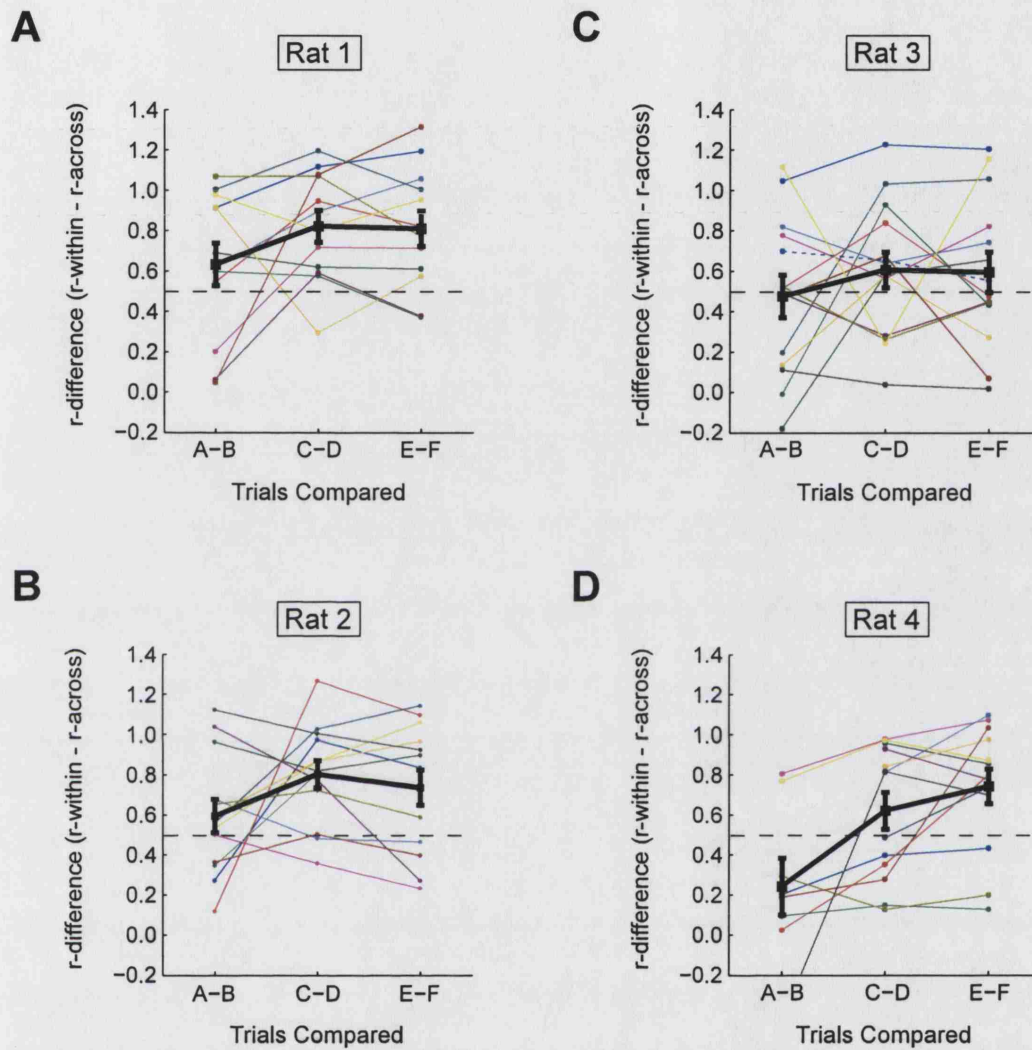 A
Rat 1
r-difference (r-within - r-across)
1.4
1.2
1.0
0.8
0.6
0.4
0.2
0.0
−0.2
A−B
C−D
E−F
Trials Compared
C
Rat 3
r-difference (r-within - r-across)
1.4
1.2
1.0
0.8
0.6
0.4
0.2
0.0
−0.2
A−B
C−D
E−F
Trials Compared
B
Rat 2
r-difference (r-within - r-across)
1.4
1.2
1.0
0.8
0.6
0.4
0.2
0.0
−0.2
A−B
C−D
E−F
Trials Compared
D
Rat 4
r-difference (r-within - r-across)
1.4
1.2
1.0
0.8
0.6
0.4
0.2
0.0
−0.2
A−B
C−D
E−F
Trials Compared